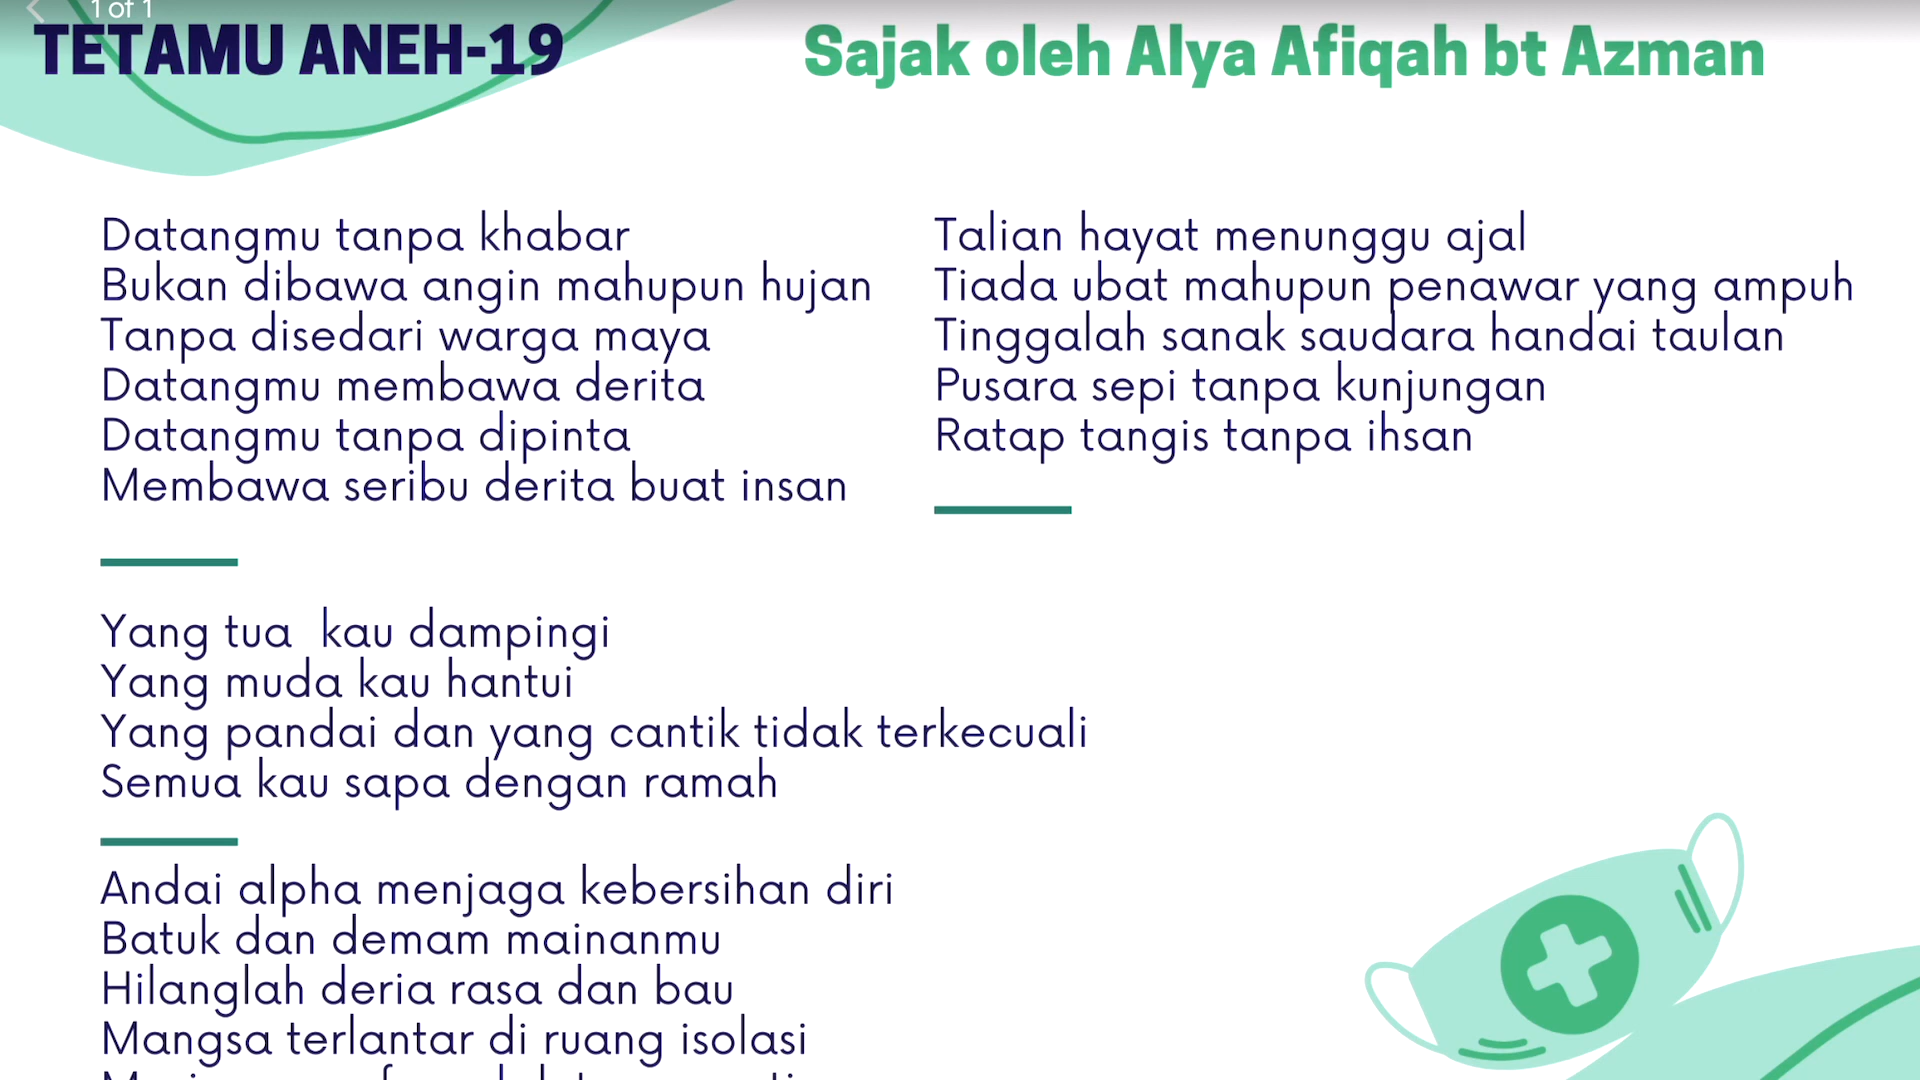 1 of 1
TETAMU ANEH-19
Sajak oleh Alya Afiqah bt Azman
Datangmu tanpa khabar
Bukan dibawa angin mahupun hujan
Tanpa disedari warga maya
Datangmu membawa derita
Datangmu tanpa dipinta
Membawa seribu derita buat insan
Yang tua kau dampingi
Yang muda kau hantui
Yang pandai dan yang cantik tidak terkecuali
Semua kau sapa dengan ramah
Andai alpha menjaga kebersihan diri
Batuk dan demam mainanmu
Hilanglah deria rasa dan bau
Mangsa terlantar di ruang isolasi
Talian hayat menunggu ajal
Tiada ubat mahupun penawar yang ampuh
Tinggalah sanak saudara handai taulan
Pusara sepi tanpa kunjungan
Ratap tangis tanpa ihsan